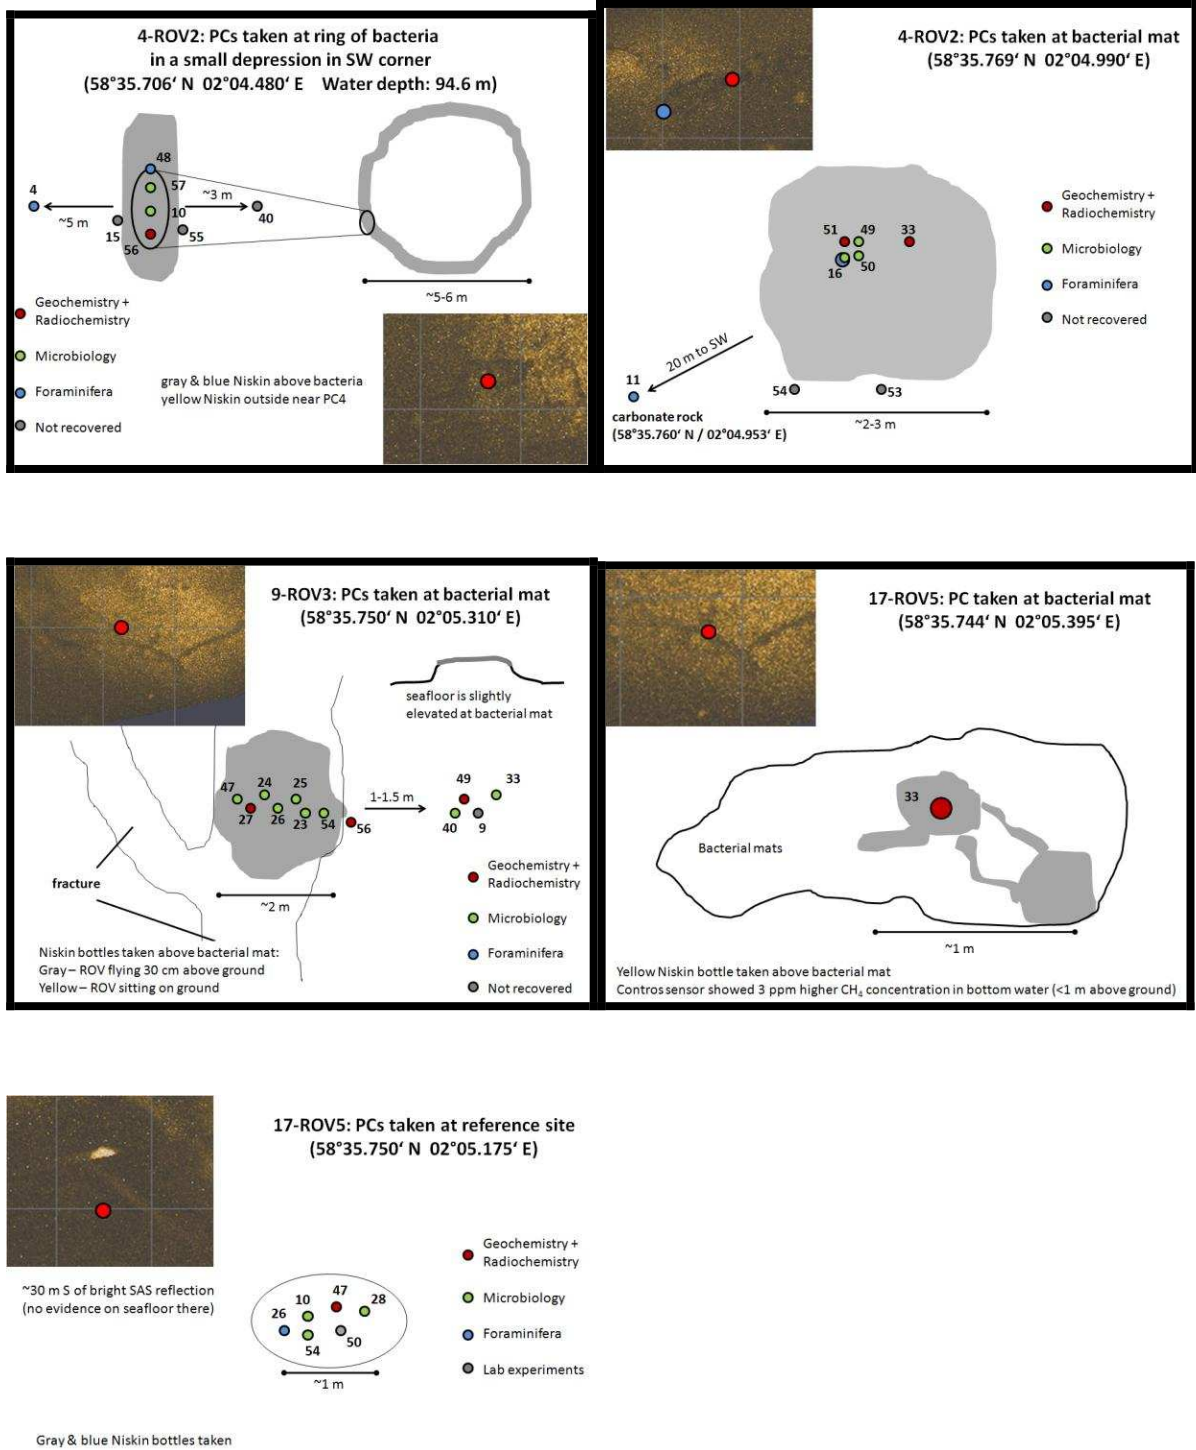 4-ROV2: PCs taken at ring of bacteria
in a small depression in SW corner
(58°35.706‘ N 02°04.480‘ E Water depth: 94.6 m)
48
4
57
~3 m
~5 m
10
40
15
55
56
~5-6 m
Geochemistry +
Radiochemistry
Microbiology
Foraminifera
Not recovered
gray & blue Niskin above bacteria
yellow Niskin outside near PC4
4-ROV2: PCs taken at bacterial mat
(58°35.769‘ N 02°04.990‘ E)
51
49
33
16
50
Geochemistry +
Radiochemistry
Microbiology
Foraminifera
Not recovered
20 m to SW
11
54
53
carbonate rock
(58°35.760‘ N / 02°04.953‘ E)
~2-3 m
9-ROV3: PCs taken at bacterial mat
(58°35.750‘ N 02°05.310‘ E)
seafloor is slightly
elevated at bacterial mat
47
24
25
27
26
23
54
56
1-1.5 m
49
33
40
9
fracture
~2 m
Geochemistry +
Radiochemistry
Microbiology
Foraminifera
Not recovered
Niskin bottles taken above bacterial mat:
Gray – ROV flying 30 cm above ground
Yellow – ROV sitting on ground
17-ROV5: PC taken at bacterial mat
(58°35.744‘ N 02°05.395‘ E)
33
Bacterial mats
~1 m
Yellow Niskin bottle taken above bacterial mat
Contros sensor showed 3 ppm higher CH₄ concentration in bottom water (<1 m above ground)
17-ROV5: PCs taken at reference site
(58°35.750‘ N 02°05.175‘ E)
~30 m S of bright SAS reflection
(no evidence on seafloor there)
26
10
47
28
54
50
~1 m
Geochemistry +
Radiochemistry
Microbiology
Foraminifera
Lab experiments
Gray & blue Niskin bottles taken